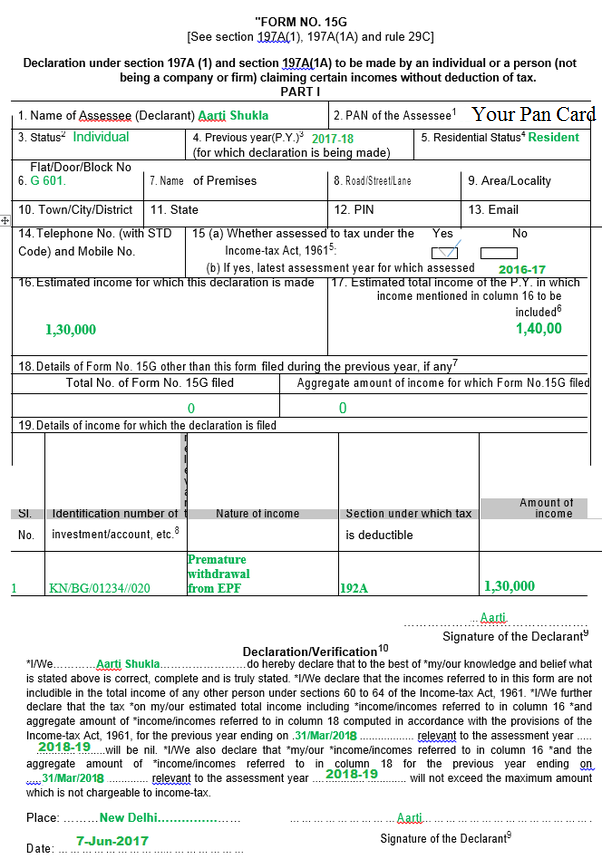 "FORM NO. 15G
[See section 197A(1), 197A(1A) and rule 29C]
Declaration under section 197A (1) and section 197A(1A) to be made by an individual or a person (not
being a company or firm) claiming certain incomes without deduction of tax.
PART I
1. Name of Assessee (Declarant) Aarti Shukla
2. PAN of the Assessee1 Your Pan Card
3. Status2 Individual
4. Previous year(P.Y.)3 2017-18
(for which declaration is being made)
5. Residential Status4 Resident
Flat/Door/Block No
6. G 601.
7. Name of Premises
8. Road/Street/Lane
9. Area/Locality
10. Town/City/District
11. State
12. PIN
13. Email
14. Telephone No. (with STD
Code) and Mobile No.
15 (a) Whether assessed to tax under the Yes No
Income-tax Act, 19615:
(b) If yes, latest assessment year for which assessed 2016-17
16. Estimated income for which this declaration is made
1,30,000
17. Estimated total income of the P.Y. in which
income mentioned in column 16 to be
included6
1,40,00
18. Details of Form No. 15G other than this form filed during the previous year, if any7
Total No. of Form No. 15G filed
Aggregate amount of income for which Form No.15G filed
0 0
19. Details of income for which the declaration is filed
Sl.
No.
Identification number of
investment/account, etc.8
Nature of income
Section under which tax
is deductible
Amount of
income
1
KN/BG/01234//020
Premature
withdrawal
from EPF
192A
1,30,000
...Aarti.....................
Signature of the Declarant9
Declaration/Verification10
*I/We............Aarti Shukla........................do hereby declare that to the best of *my/our knowledge and belief what
is stated above is correct, complete and is truly stated. *I/We declare that the incomes referred to in this form are not
includible in the total income of any other person under sections 60 to 64 of the Income-tax Act, 1961. *I/We further
declare that the tax *on my/our estimated total income including *income/incomes referred to in column 16 *and
aggregate amount of *income/incomes referred to in column 18 computed in accordance with the provisions of the
Income-tax Act, 1961, for the previous year ending on .31/Mar/2018 .................. relevant to the assessment year .....
2018-19 ...will be nil. *I/We also declare that *my/our *income/incomes referred to in column 16 *and the
aggregate amount of *income/incomes referred to in column 18 for the previous year ending on
.... 31/Mar/2018 ............. relevant to the assessment year ....2018-19 ...... will not exceed the maximum amount
which is not chargeable to income-tax.
Place: .........New Delhi......................
...........................Aarti.....................
Date: ... 7-Jun-2017 ...........................
Signature of the Declarant9